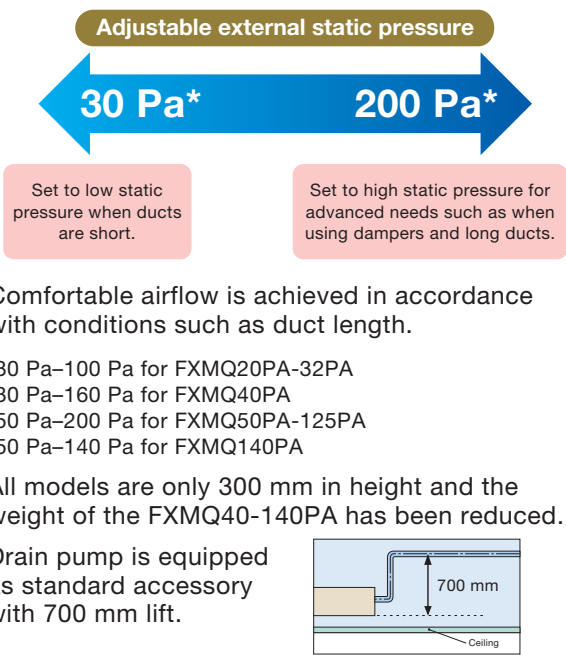 Adjustable external static pressure
30 Pa* 200 Pa*
Set to low static
pressure when ducts
are short.
Set to high static pressure for
advanced needs such as when
using dampers and long ducts.
Comfortable airflow is achieved in accordance
with conditions such as duct length.
30 Pa–100 Pa for FXMQ20PA-32PA
30 Pa–160 Pa for FXMQ40PA
50 Pa–200 Pa for FXMQ50PA-125PA
50 Pa–140 Pa for FXMQ140PA
All models are only 300 mm in height and the
weight of the FXMQ40-140PA has been reduced.
Drain pump is equipped
as standard accessory
with 700 mm lift.
700 mm
Ceiling